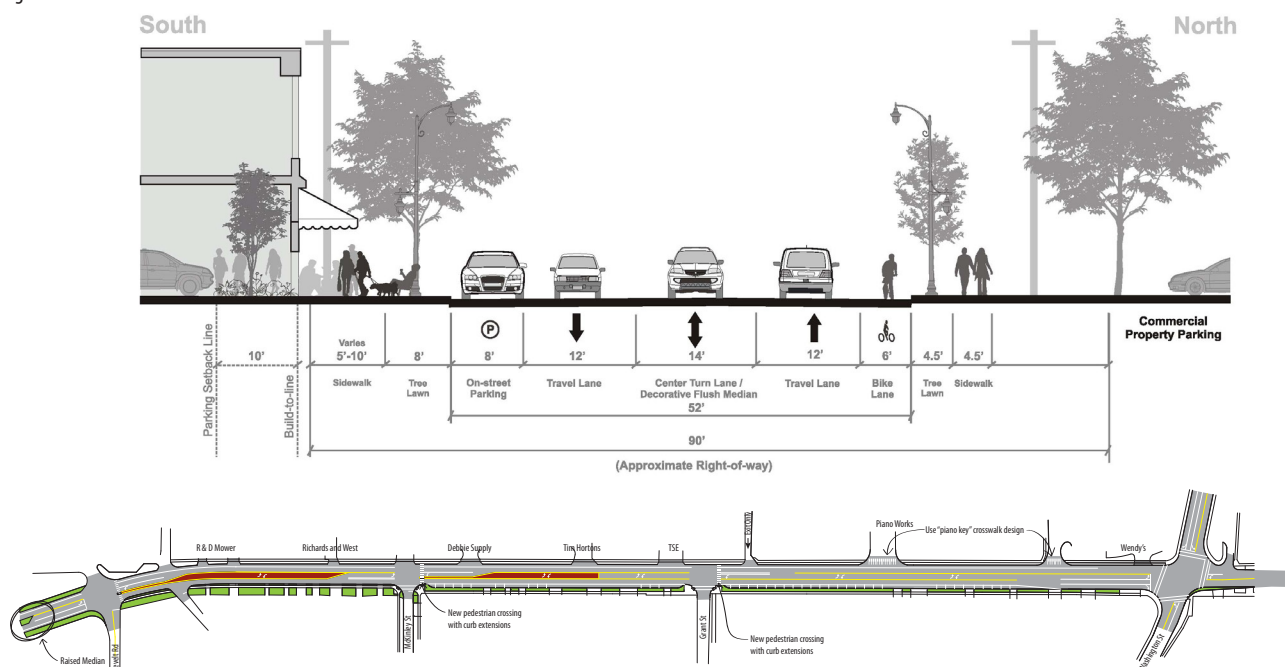 South
North
P
Varies
10'
5'-10'
8'
8'
12'
14'
12'
6'
4.5'
4.5'
Commercial
Property Parking
Parking Setback Line
Build-to-line
Sidewalk
Tree
Lawn
On-street
Parking
Travel Lane
Center Turn Lane /
Decorative Flush Median
Travel Lane
Bike
Lane
Tree
Lawn
Sidewalk
52'
90'
(Approximate Right-of-way)
R & D Mower
Richards and West
Debbie Supply
Tim Hortons
TSE
Exit Only
Piano Works
Use "piano key" crosswalk design
Wendy's
New pedestrian crossing
with curb extensions
McKinley St
Grant St
New pedestrian crossing
with curb extensions
Raised Median